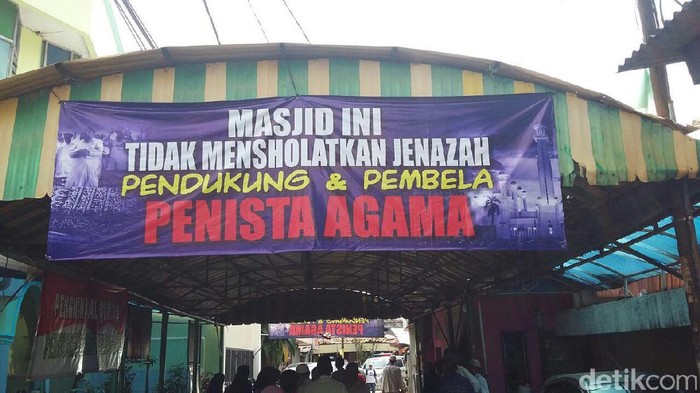 MASJID INI
TIDAK MENSHOLATKAN JENAZAH
PENDUKUNG & PEMBELA
PENISTA AGAMA
PENISTA AGAMA
detikcom